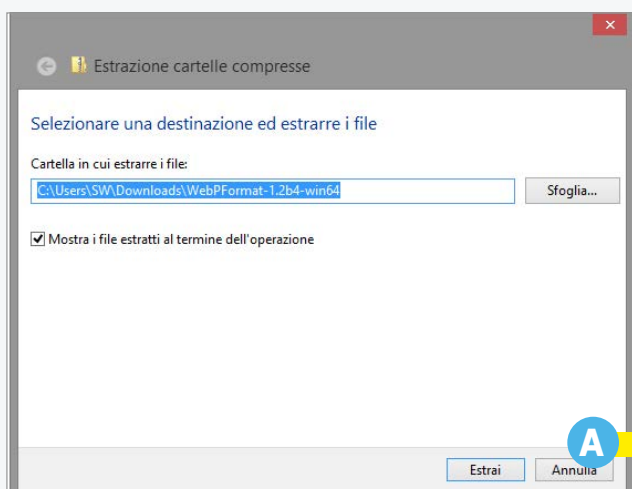 Estrazione cartelle compresse
Selezionare una destinazione ed estrarre i file
Cartella in cui estrarre i file:
C:\Users\SW\Downloads\WebPFormat-1.2b4-win64
Sfoglia...
Mostra i file estratti al termine dell'operazione
A
Estrai
Annulla